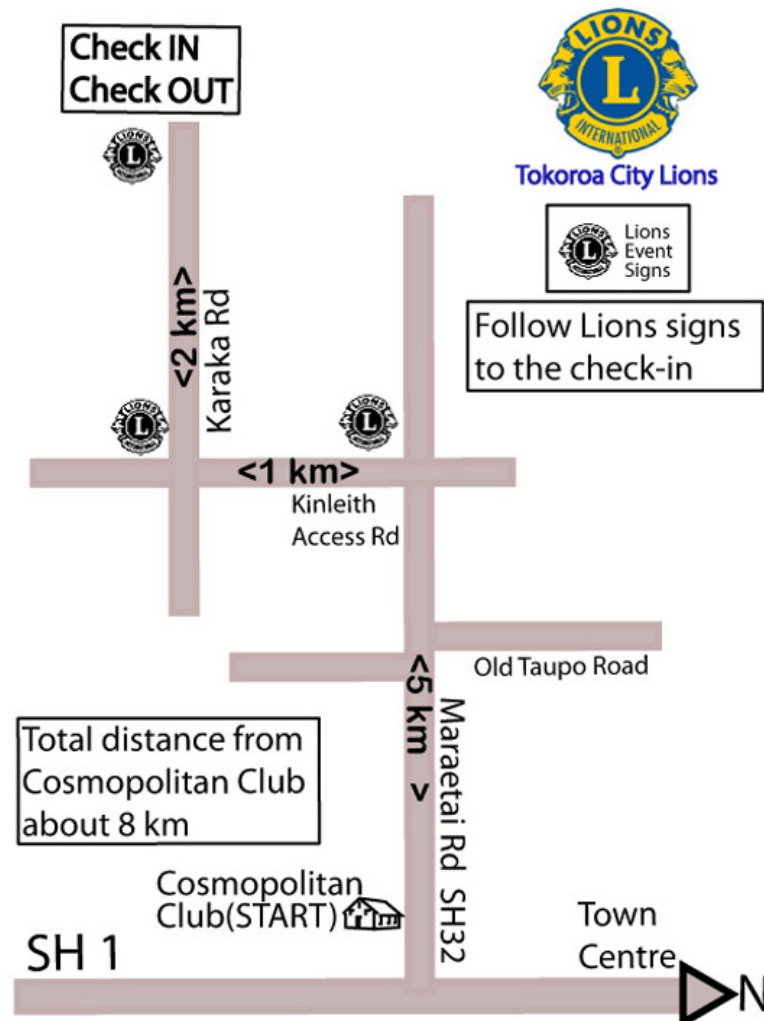 Check IN
Check OUT
LIONS
L
INTERNATIONAL
Tokoroa City Lions
L
Lions
Event
Signs
Follow Lions signs
to the check-in
L
<2 km>
Karaka Rd
L
L
<1 km>
Kinleith
Access Rd
Old Taupo Road
<5 km >
Maraetai Rd SH32
Total distance from
Cosmopolitan Club
about 8 km
Cosmopolitan
Club(START)
Town
Centre
SH 1
N